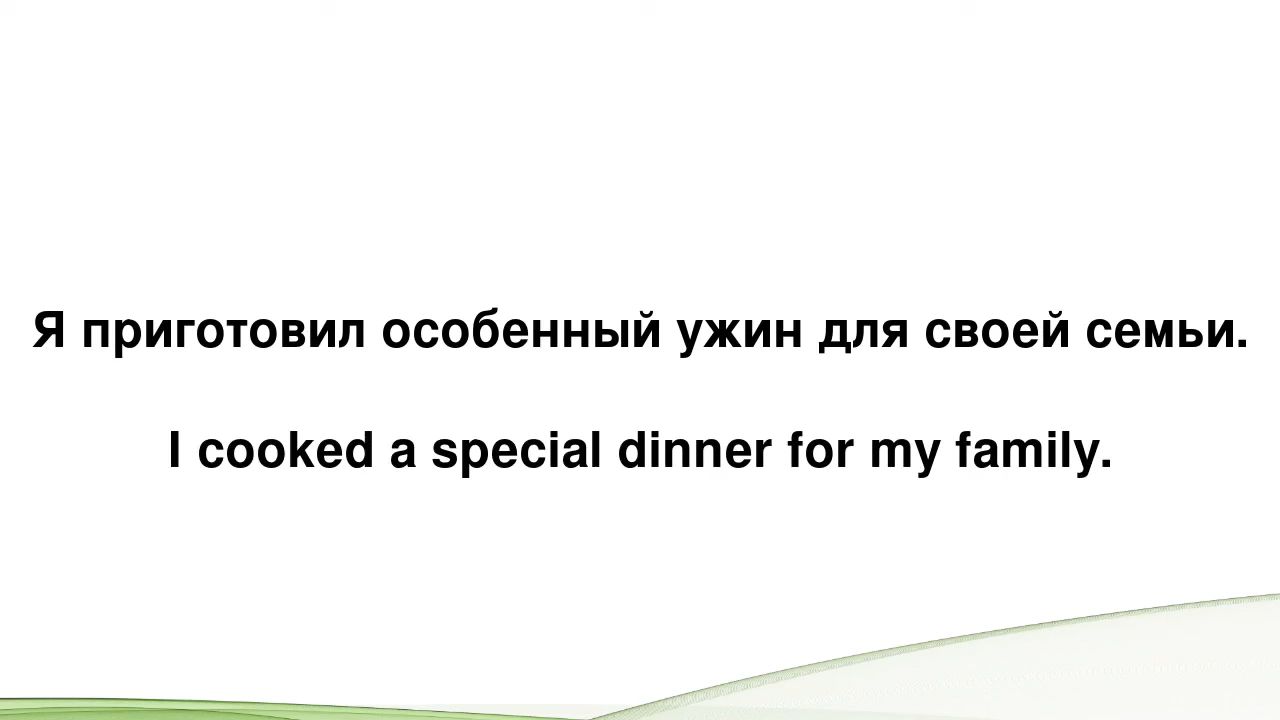 Я приготовил особенный ужин для своей семьи.
I cooked a special dinner for my family.